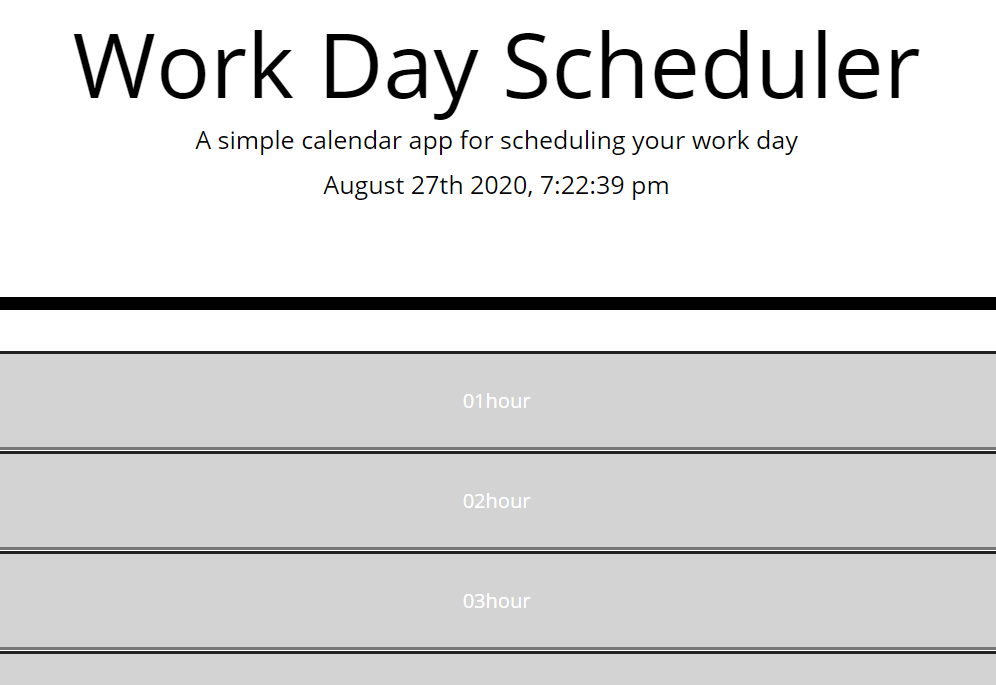 Work Day Scheduler
A simple calendar app for scheduling your work day
August 27th 2020, 7:22:39 pm
01hour
02hour
03hour